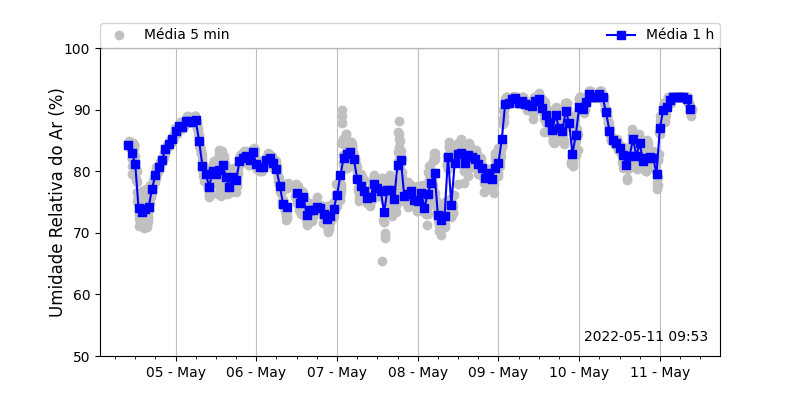 Média 5 min
Média 1 h
Umidade Relativa do Ar (%)
100
90
80
70
60
50
2022-05-11 09:53
05 - May
06 - May
07 - May
08 - May
09 - May
10 - May
11 - May